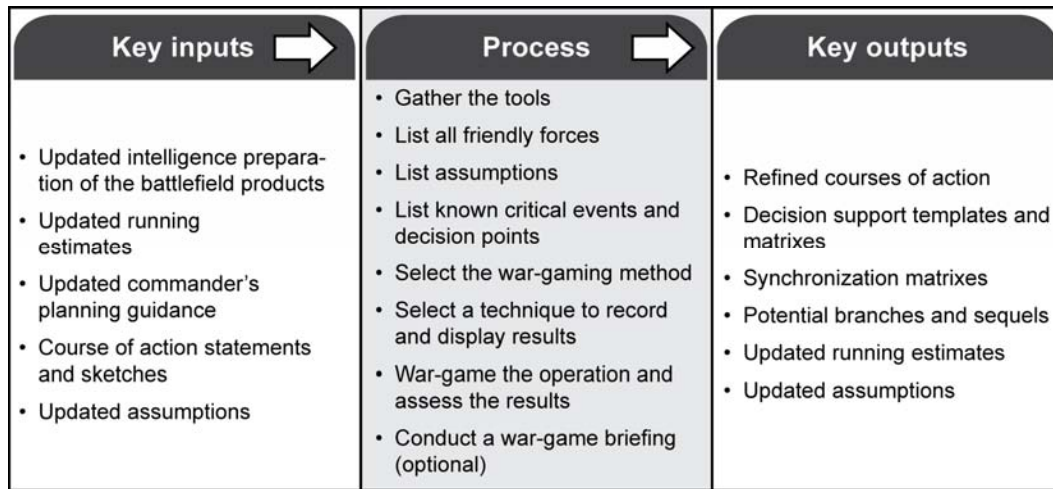 Key inputs
• Updated intelligence prepara-
tion of the battlefield products
• Updated running
estimates
• Updated commander's
planning guidance
• Course of action statements
and sketches
• Updated assumptions
Process
• Gather the tools
• List all friendly forces
• List assumptions
• List known critical events and
decision points
• Select the war-gaming method
• Select a technique to record
and display results
• War-game the operation and
assess the results
• Conduct a war-game briefing
(optional)
Key outputs
• Refined courses of action
• Decision support templates and
matrixes
• Synchronization matrixes
• Potential branches and sequels
• Updated running estimates
• Updated assumptions